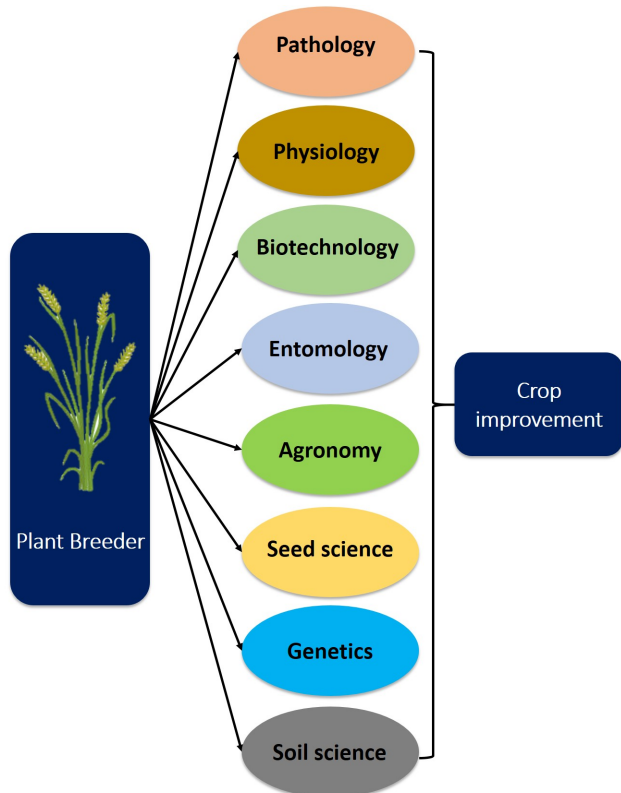 Pathology
Physiology
Biotechnology
Entomology
Agronomy
Seed science
Genetics
Soil science
Plant Breeder
Crop
improvement